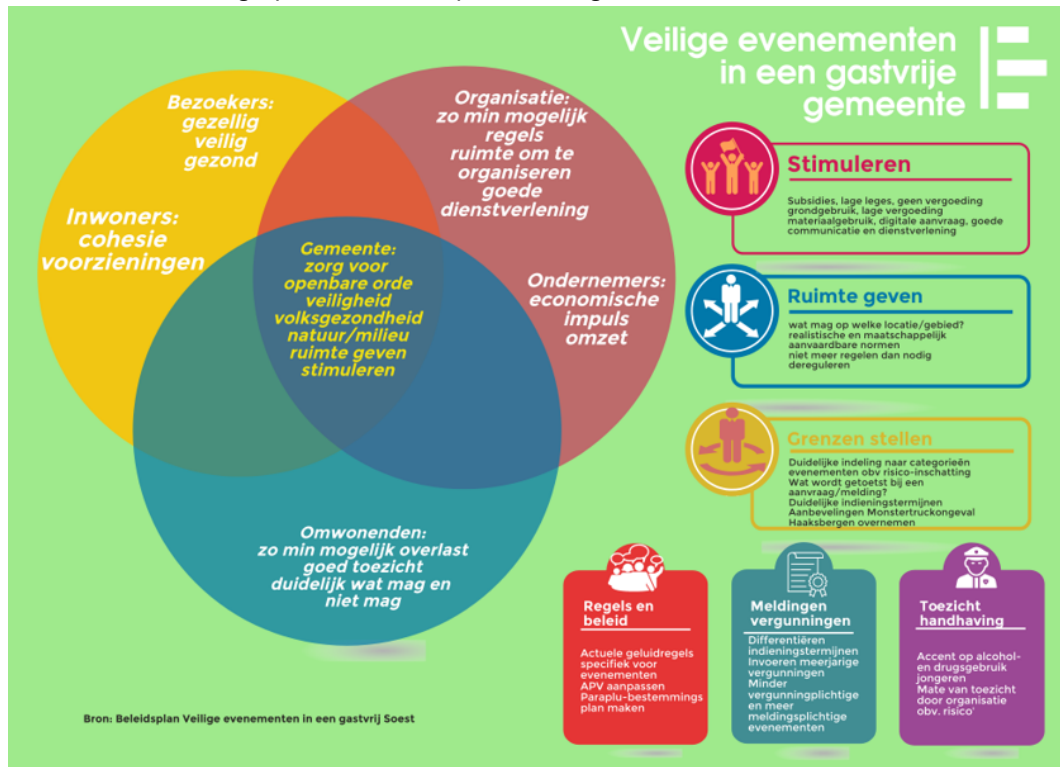 Veilige evenementen
in een gastvrije
gemeente
Bezoekers:
gezellig
veilig
gezond
Inwoners:
cohesie
voorzieningen
Organisatie:
zo min mogelijk
regels
ruimte om te
organiseren
goede
dienstverlening
Ondernemers:
economische
impuls
omzet
Gemeente:
zorg voor
openbare orde
veiligheid
volksgezondheid
natuur/milieu
ruimte geven
stimuleren
Omwonenden:
zo min mogelijk overlast
goed toezicht
duidelijk wat mag en
niet mag
Stimuleren
Subsidies, lage leges, geen vergoeding
grondgebruik, lage vergoeding
materiaalgebruik, digitale aanvraag, goede
communicatie en dienstverlening
Ruimte geven
wat mag op welke locatie/gebied?
realistische en maatschappelijk
aanvaardbare normen
niet meer regelen dan nodig
dereguleren
Grenzen stellen
Duidelijke indeling naar categorieën
evenementen obv risico-inschatting
Wat wordt getoetst bij een
aanvraag/melding?
Duidelijke indieningstermijnen
Aanbevelingen Monstertruckongeval
Haaksbergen overnemen
Regels en
beleid
Actuele geluidregels
specifiek voor
evenementen
APV aanpassen
Paraplu-bestemmings
plan maken
Meldingen
vergunningen
Differentiëren
indieningstermijnen
Invoeren meerjarige
vergunningen
Minder
vergunningplichtige
en meer
meldingsplichtige
evenementen
Toezicht
handhaving
Accent op alcohol-
en drugsgebruik
jongeren
Mate van toezicht
door organisatie
obv. risico'
Bron: Beleidsplan Veilige evenementen in een gastvrij Soest